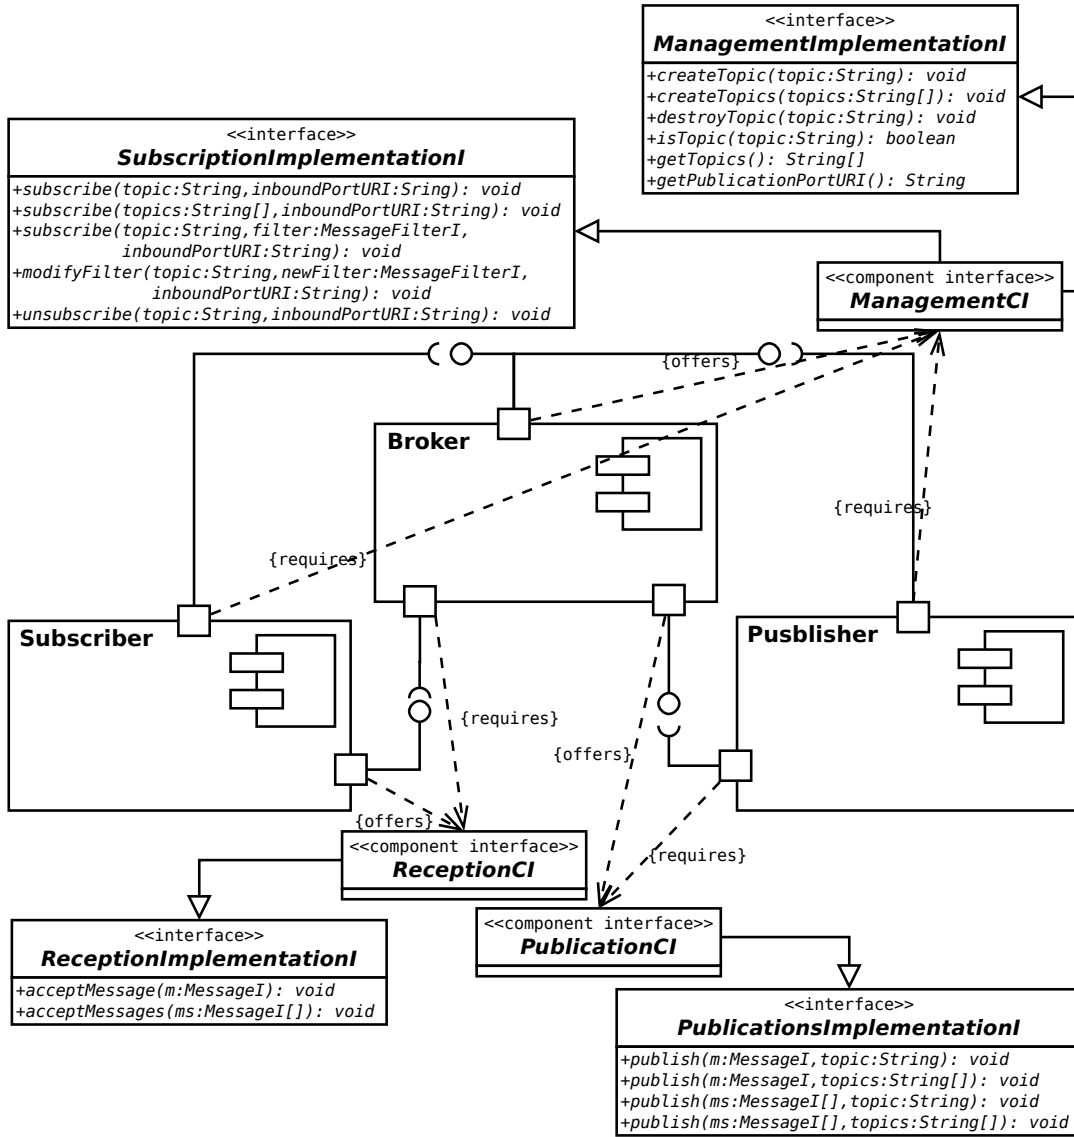 <<interface>>
ManagementImplementationI
+createTopic(topic:String): void
+createTopics(topics:String[]): void
+destroyTopic(topic:String): void
+isTopic(topic:String): boolean
+getTopics(): String[]
+getPublicationPortURI(): String
<<interface>>
SubscriptionImplementationI
+subscribe(topic:String,inboundPortURI:Sring): void
+subscribe(topics:String[],inboundPortURI:String): void
+subscribe(topic:String,filter:MessageFilterI,
inboundPortURI:String): void
+modifyFilter(topic:String,newFilter:MessageFilterI,
inboundPortURI:String): void
+unsubscribe(topic:String,inboundPortURI:String): void
<<component interface>>
ManagementCI
{offers}
Broker
{requires}
{requires}
Subscriber
Pusblisher
{requires}
{offers}
{offers}
{requires}
<<component interface>>
ReceptionCI
<<component interface>>
PublicationCI
<<interface>>
ReceptionImplementationI
+acceptMessage(m:MessageI): void
+acceptMessages(ms:MessageI[]): void
<<interface>>
PublicationsImplementationI
+publish(m:MessageI,topic:String): void
+publish(m:MessageI,topics:String[]): void
+publish(ms:MessageI[],topic:String): void
+publish(ms:MessageI[],topics:String[]): void